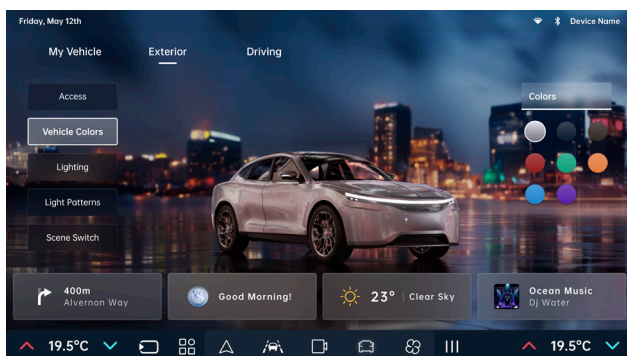 Friday, May 12th
Device Name
My Vehicle
Exterior
Driving
Access
Vehicle Colors
Lighting
Light Patterns
Scene Switch
Colors
400m
Alvernon Way
Good Morning!
23° | Clear Sky
Ocean Music
Dj Water
19.5°C
19.5°C